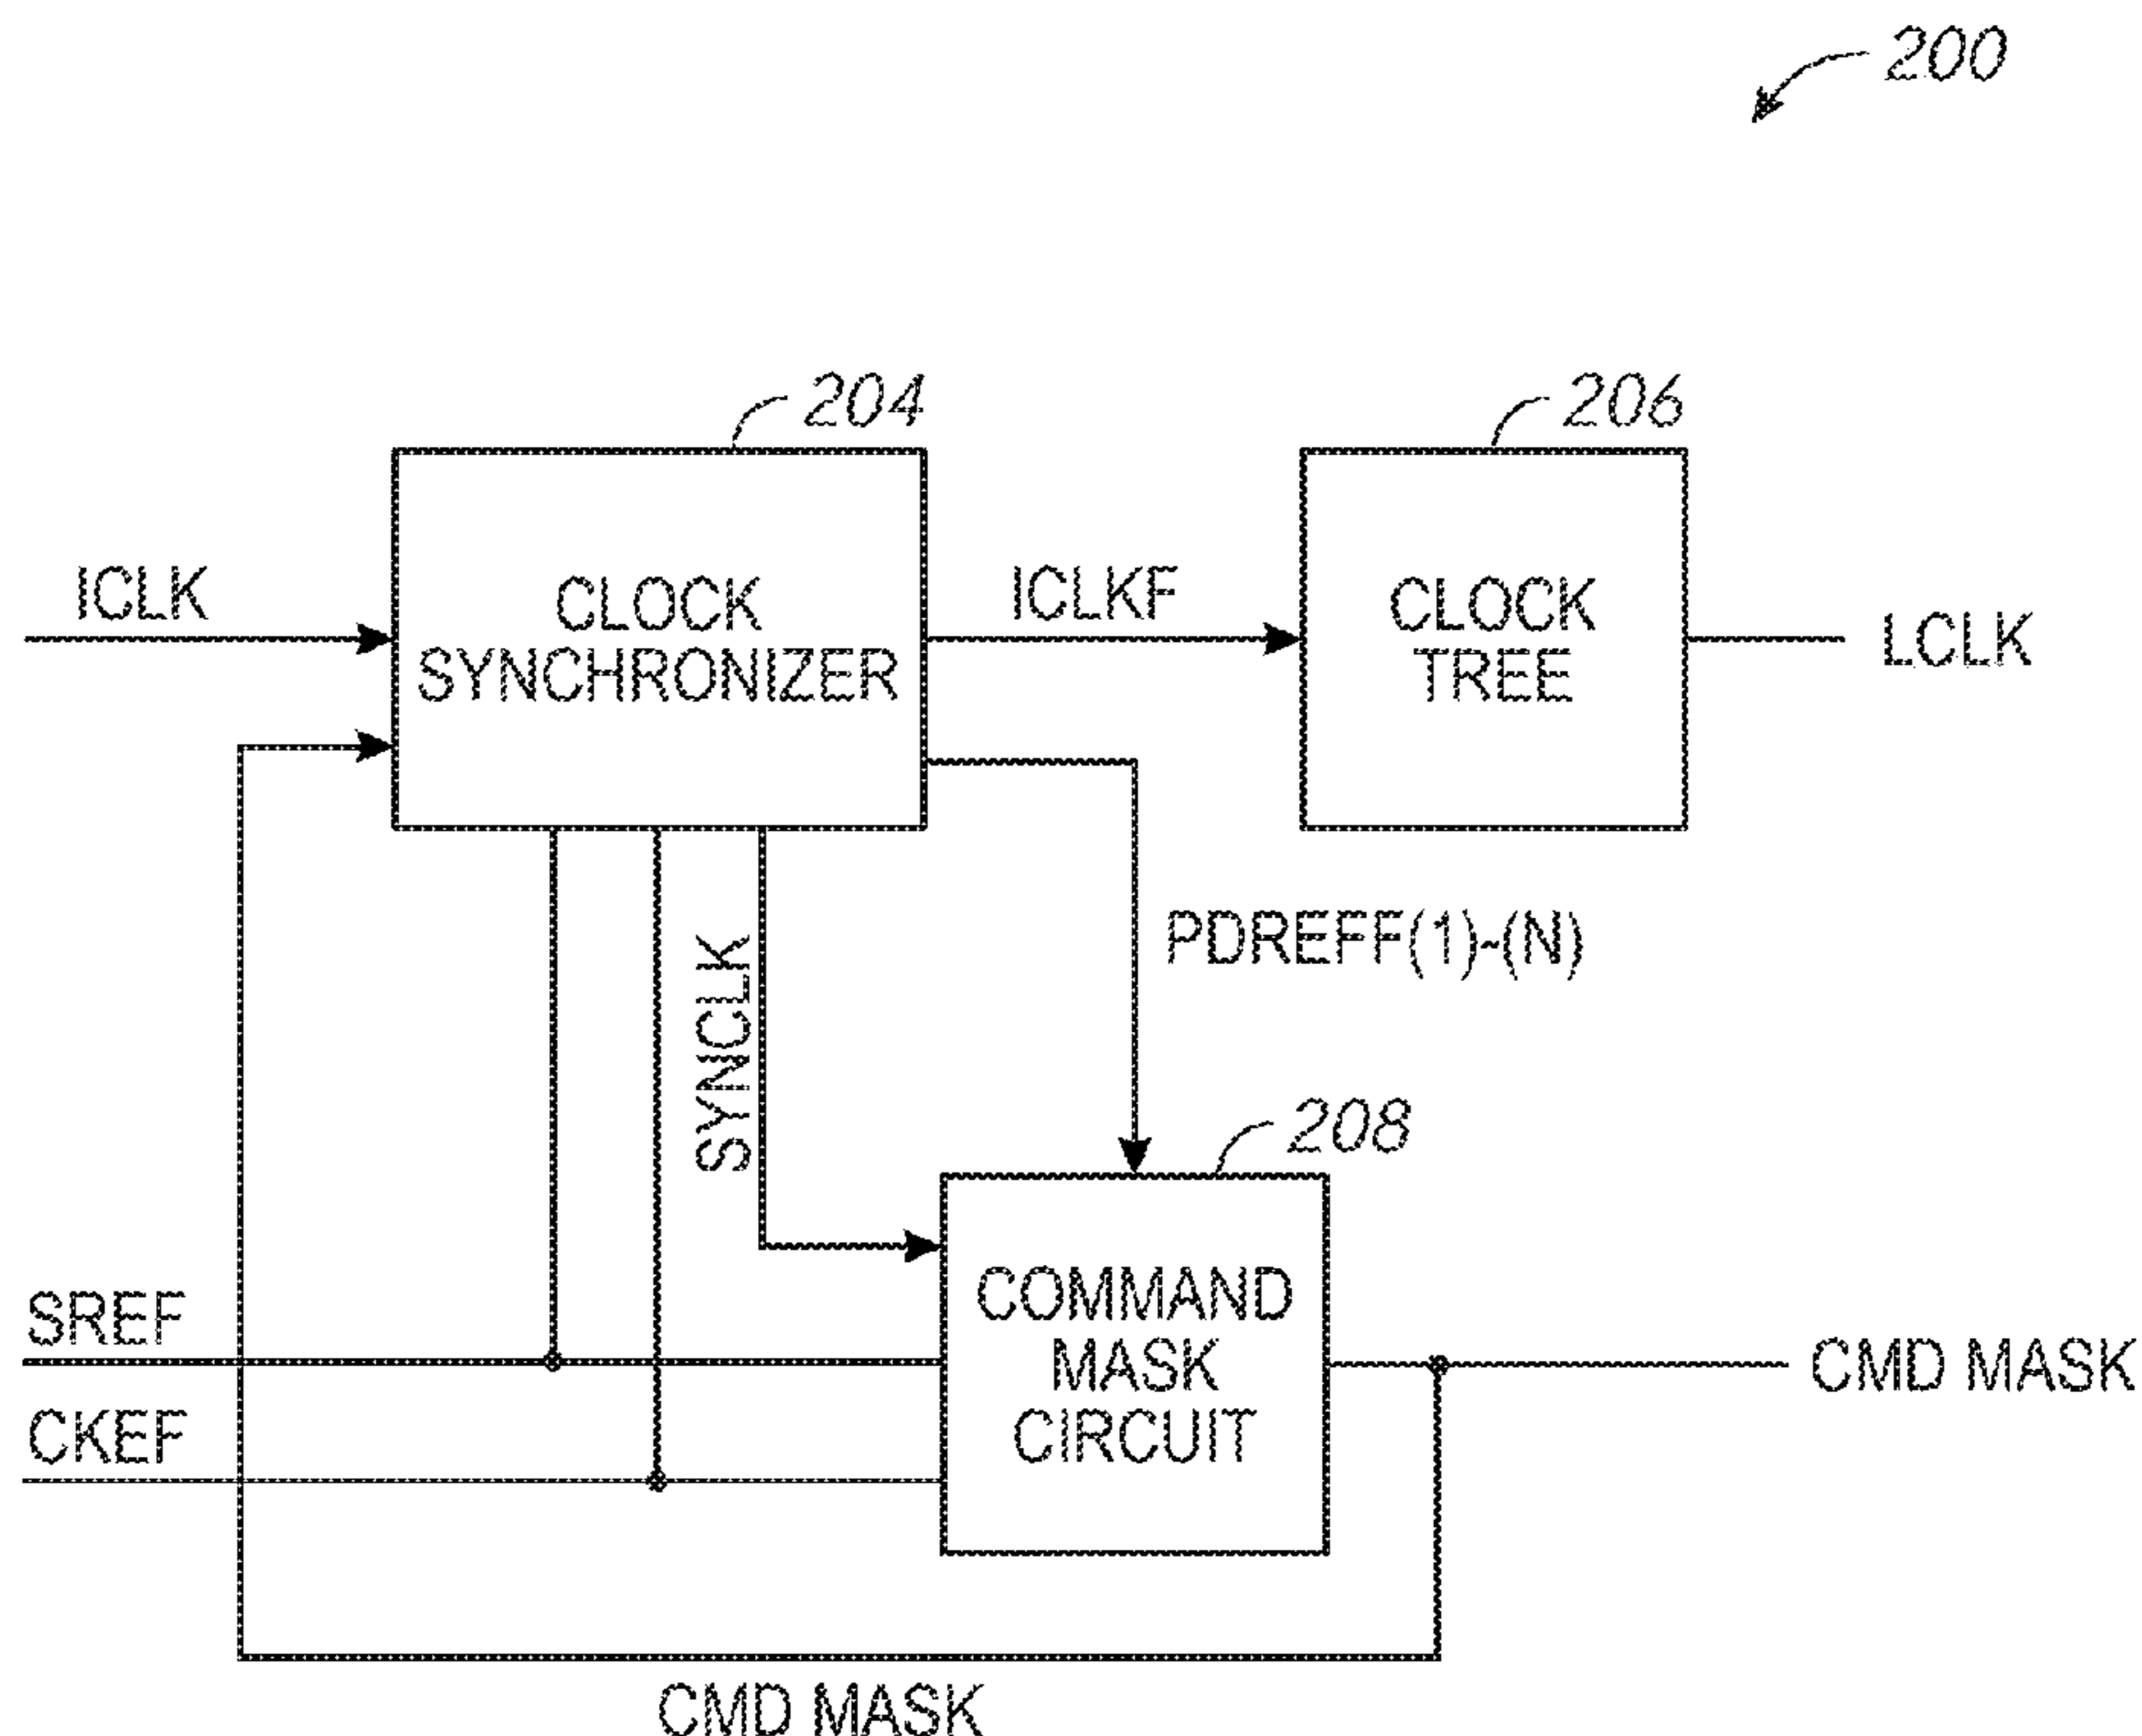 200
204
206
ICLK
CLOCK
SYNCHRONIZER
ICLKF
CLOCK
TREE
LCLK
PDREFF(1)-(N)
SYNCLK
208
SREF
COMMAND
MASK
CIRCUIT
CMD MASK
CKEF
CMD MASK